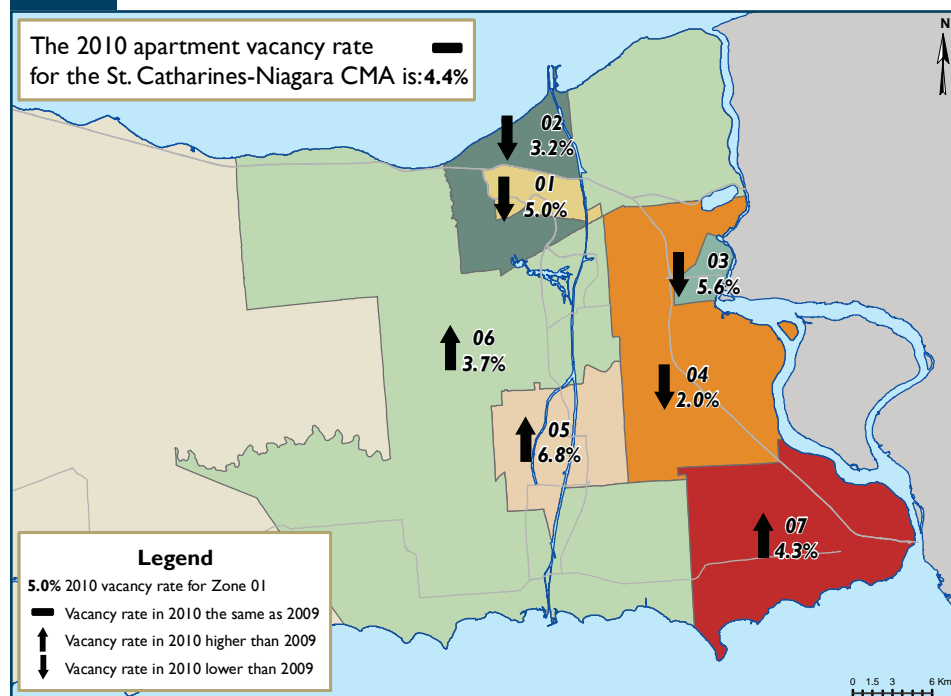 The 2010 apartment vacancy rate
for the St. Catharines-Niagara CMA is: 4.4%
N
02
3.2%
01
5.0%
03
5.6%
06
3.7%
04
2.0%
05
6.8%
07
4.3%
Legend
5.0% 2010 vacancy rate for Zone 01
Vacancy rate in 2010 the same as 2009
Vacancy rate in 2010 higher than 2009
Vacancy rate in 2010 lower than 2009
0 1.5 3 6 Km